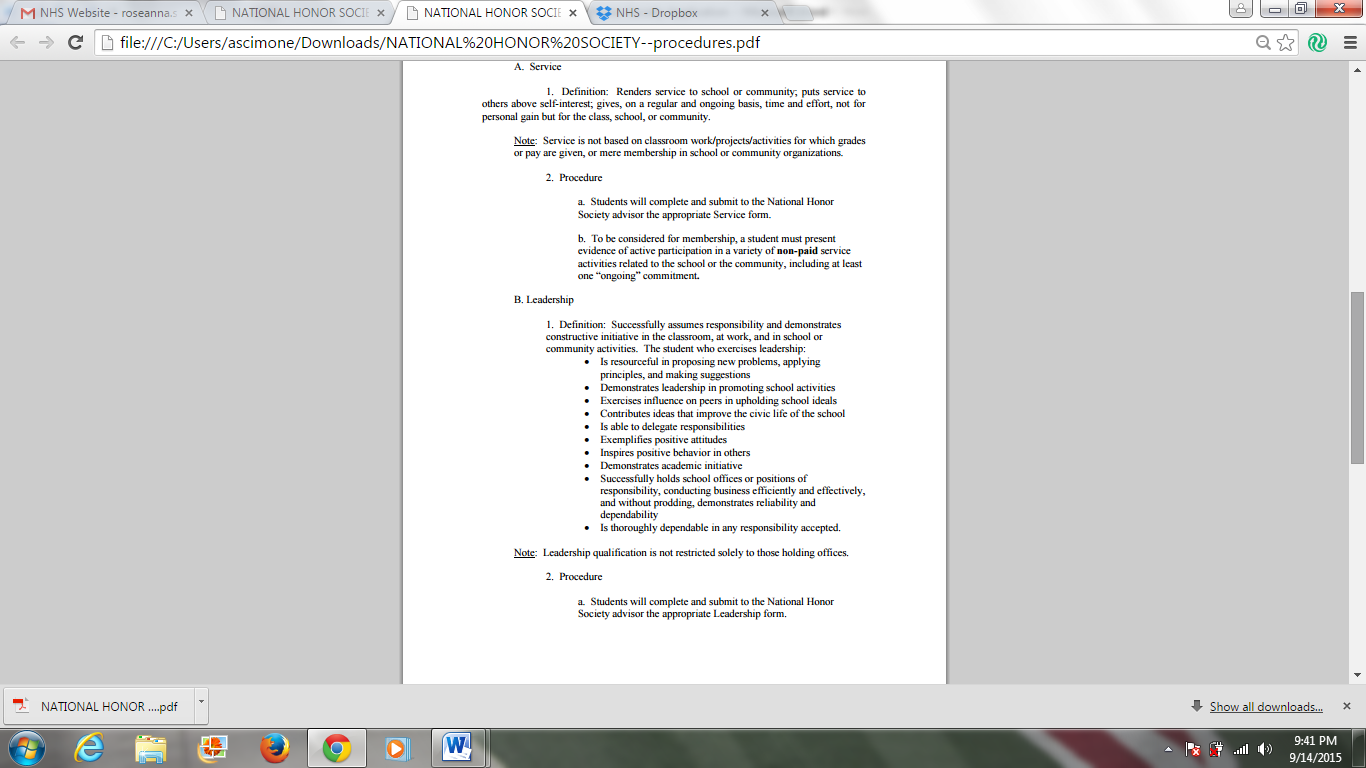 NHS Website - roseanna.s
NATIONAL HONOR SOCIE
NATIONAL HONOR SOCIE
NHS - Dropbox
file:///C:/Users/ascimone/Downloads/NATIONAL%20HONOR%20SOCIETY--procedures.pdf
A. Service
1. Definition: Renders service to school or community; puts service to
others above self-interest; gives, on a regular and ongoing basis, time and effort, not for
personal gain but for the class, school, or community.
Note: Service is not based on classroom work/projects/activities for which grades
or pay are given, or mere membership in school or community organizations.
2. Procedure
a. Students will complete and submit to the National Honor
Society advisor the appropriate Service form.
b. To be considered for membership, a student must present
evidence of active participation in a variety of non-paid service
activities related to the school or the community, including at least
one “ongoing” commitment.
B. Leadership
1. Definition: Successfully assumes responsibility and demonstrates
constructive initiative in the classroom, at work, and in school or
community activities. The student who exercises leadership:
• Is resourceful in proposing new problems, applying
principles, and making suggestions
• Demonstrates leadership in promoting school activities
• Exercises influence on peers in upholding school ideals
• Contributes ideas that improve the civic life of the school
• Is able to delegate responsibilities
• Exemplifies positive attitudes
• Inspires positive behavior in others
• Demonstrates academic initiative
• Successfully holds school offices or positions of
responsibility, conducting business efficiently and effectively,
and without prodding, demonstrates reliability and
dependability
• Is thoroughly dependable in any responsibility accepted.
Note: Leadership qualification is not restricted solely to those holding offices.
2. Procedure
a. Students will complete and submit to the National Honor
Society advisor the appropriate Leadership form.
NATIONAL HONOR ....pdf
Show all downloads...
9:41 PM
9/14/2015